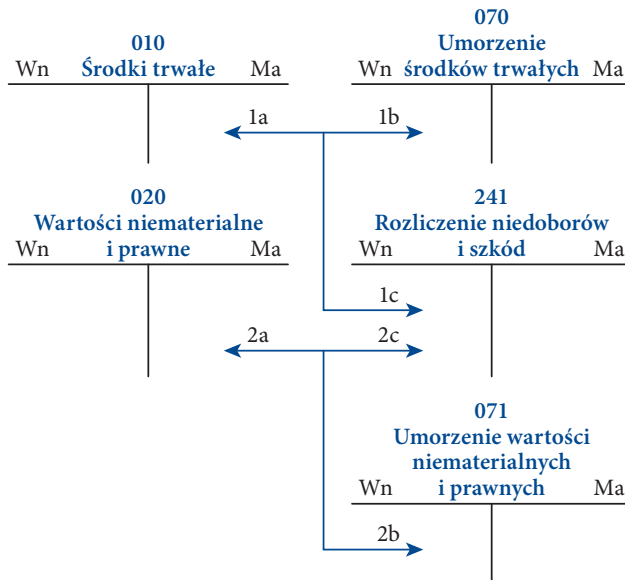 010
Środki trwałe
Wn
Ma
070
Umorzenie
środków trwałych
Wn
Ma
1a
1b
020
Wartości niematerialne
i prawne
Wn
Ma
241
Rozliczenie niedoborów
i szkód
Wn
Ma
1c
2a
2c
071
Umorzenie wartości
niematerialnych
i prawnych
Wn
Ma
2b